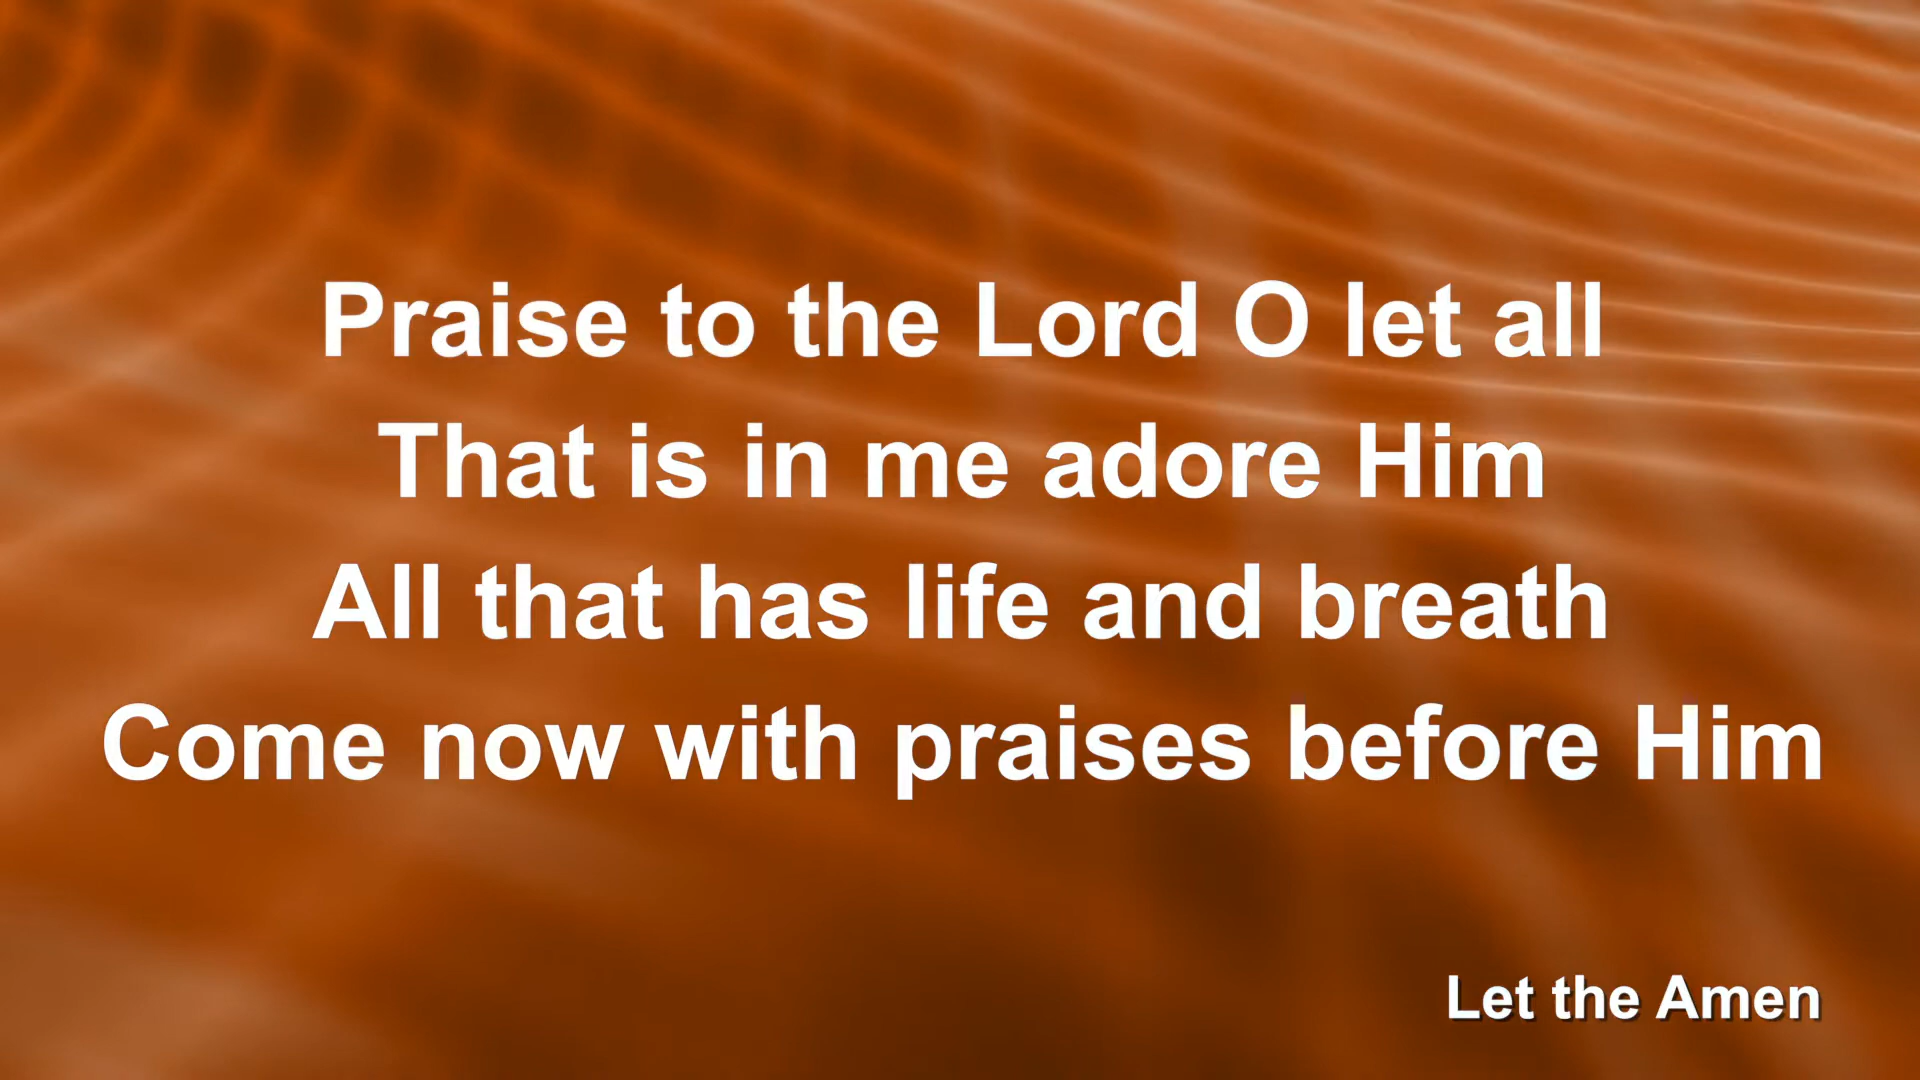 Praise to the Lord O let all
That is in me adore Him
All that has life and breath
Come now with praises before Him
Let the Amen